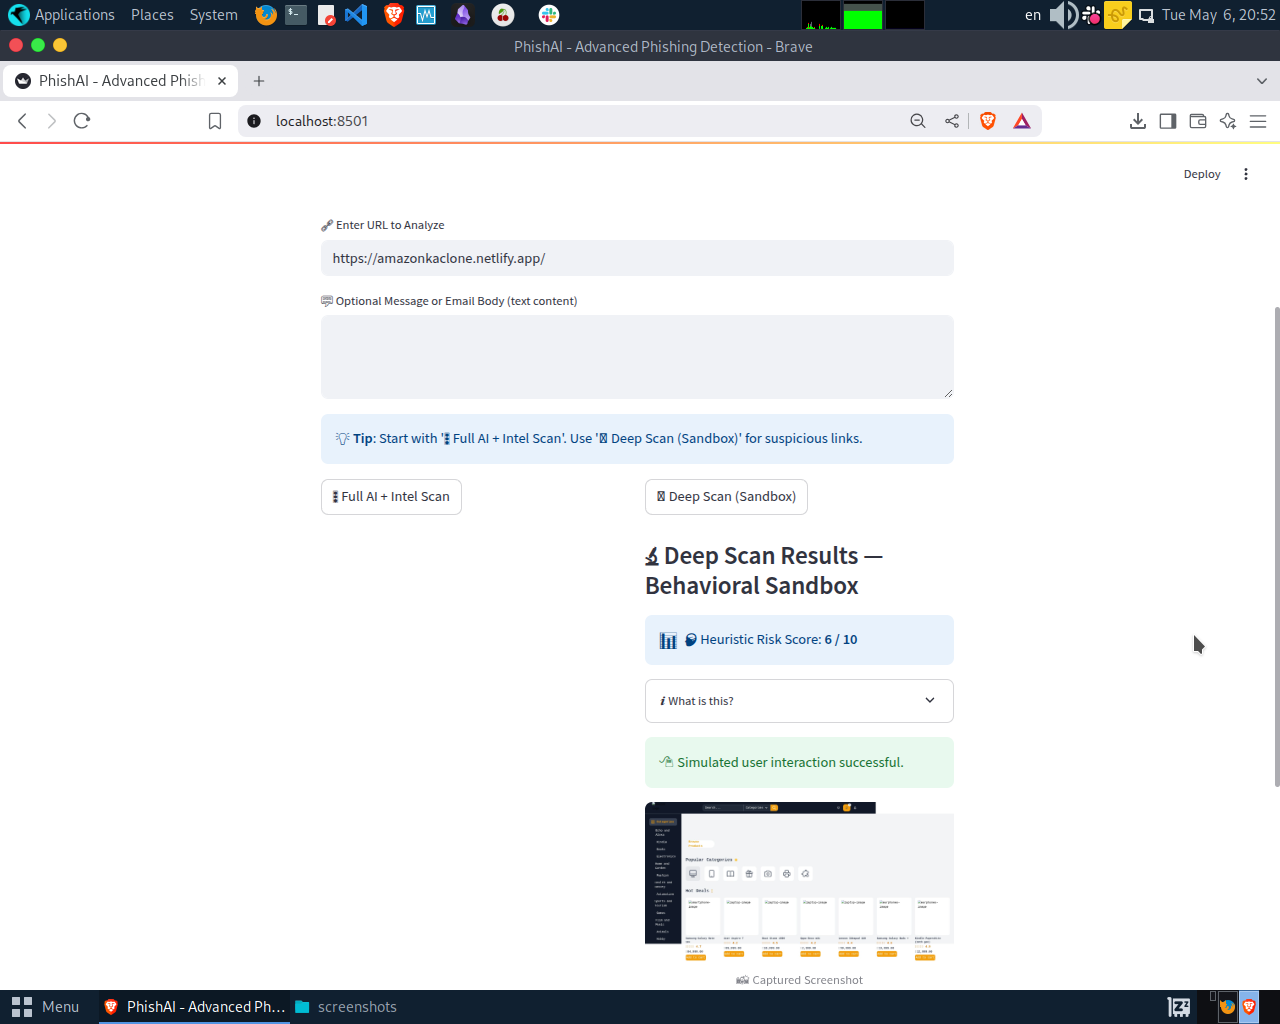 Applications Places System
en
Tue May 6, 20:52
PhishAI - Advanced Phishing Detection - Brave
PhishAI - Advanced Phish
localhost:8501
Deploy
Enter URL to Analyze
https://amazonkaclone.netlify.app/
Optional Message or Email Body (text content)
Tip: Start with 'Full AI + Intel Scan'. Use 'Deep Scan (Sandbox)' for suspicious links.
Full AI + Intel Scan
Deep Scan (Sandbox)
Deep Scan Results —
Behavioral Sandbox
Heuristic Risk Score: 6 / 10
What is this?
Simulated user interaction successful.
Popular Categories
Hot Deals
Captured Screenshot
Menu
PhishAI - Advanced Ph...
screenshots